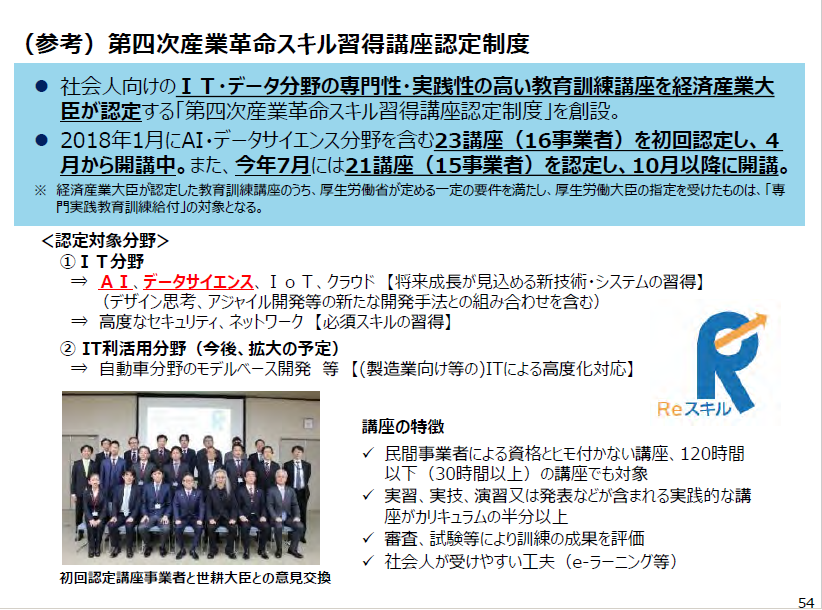 （参考）第四次産業革命スキル習得講座認定制度
● 社会人向けのＩＴ・データ分野の専門性・実践性の高い教育訓練講座を経済産業大
臣が認定する「第四次産業革命スキル習得講座認定制度」を創設。
● 2018年1月にAI・データサイエンス分野を含む23講座（16事業者）を初回認定し、4
月から開講中。また、今年7月には21講座（15事業者）を認定し、10月以降に開講。
※ 経済産業大臣が認定した教育訓練講座のうち、厚生労働省が定める一定の要件を満たし、厚生労働大臣の指定を受けたものは、「専
門実践教育訓練給付」の対象となる。
＜認定対象分野＞
①ＩＴ分野
⇒ ＡＩ、データサイエンス、ＩｏＴ、クラウド【将来成長が見込める新技術・システムの習得】
（デザイン思考、アジャイル開発等の新たな開発手法との組み合わせを含む）
⇒ 高度なセキュリティ、ネットワーク【必須スキルの習得】
② IT利活用分野（今後、拡大の予定）
⇒ 自動車分野のモデルベース開発 等【(製造業向け等の)ITによる高度化対応】
Reスキル
講座の特徴
✓ 民間事業者による資格とヒモ付かない講座、120時間
以下（30時間以上）の講座でも対象
✓ 実習、実技、演習又は発表などが含まれる実践的な講
座がカリキュラムの半分以上
✓ 審査、試験等により訓練の成果を評価
✓ 社会人が受けやすい工夫（e-ラーニング等）
初回認定講座事業者と世耕大臣との意見交換
54